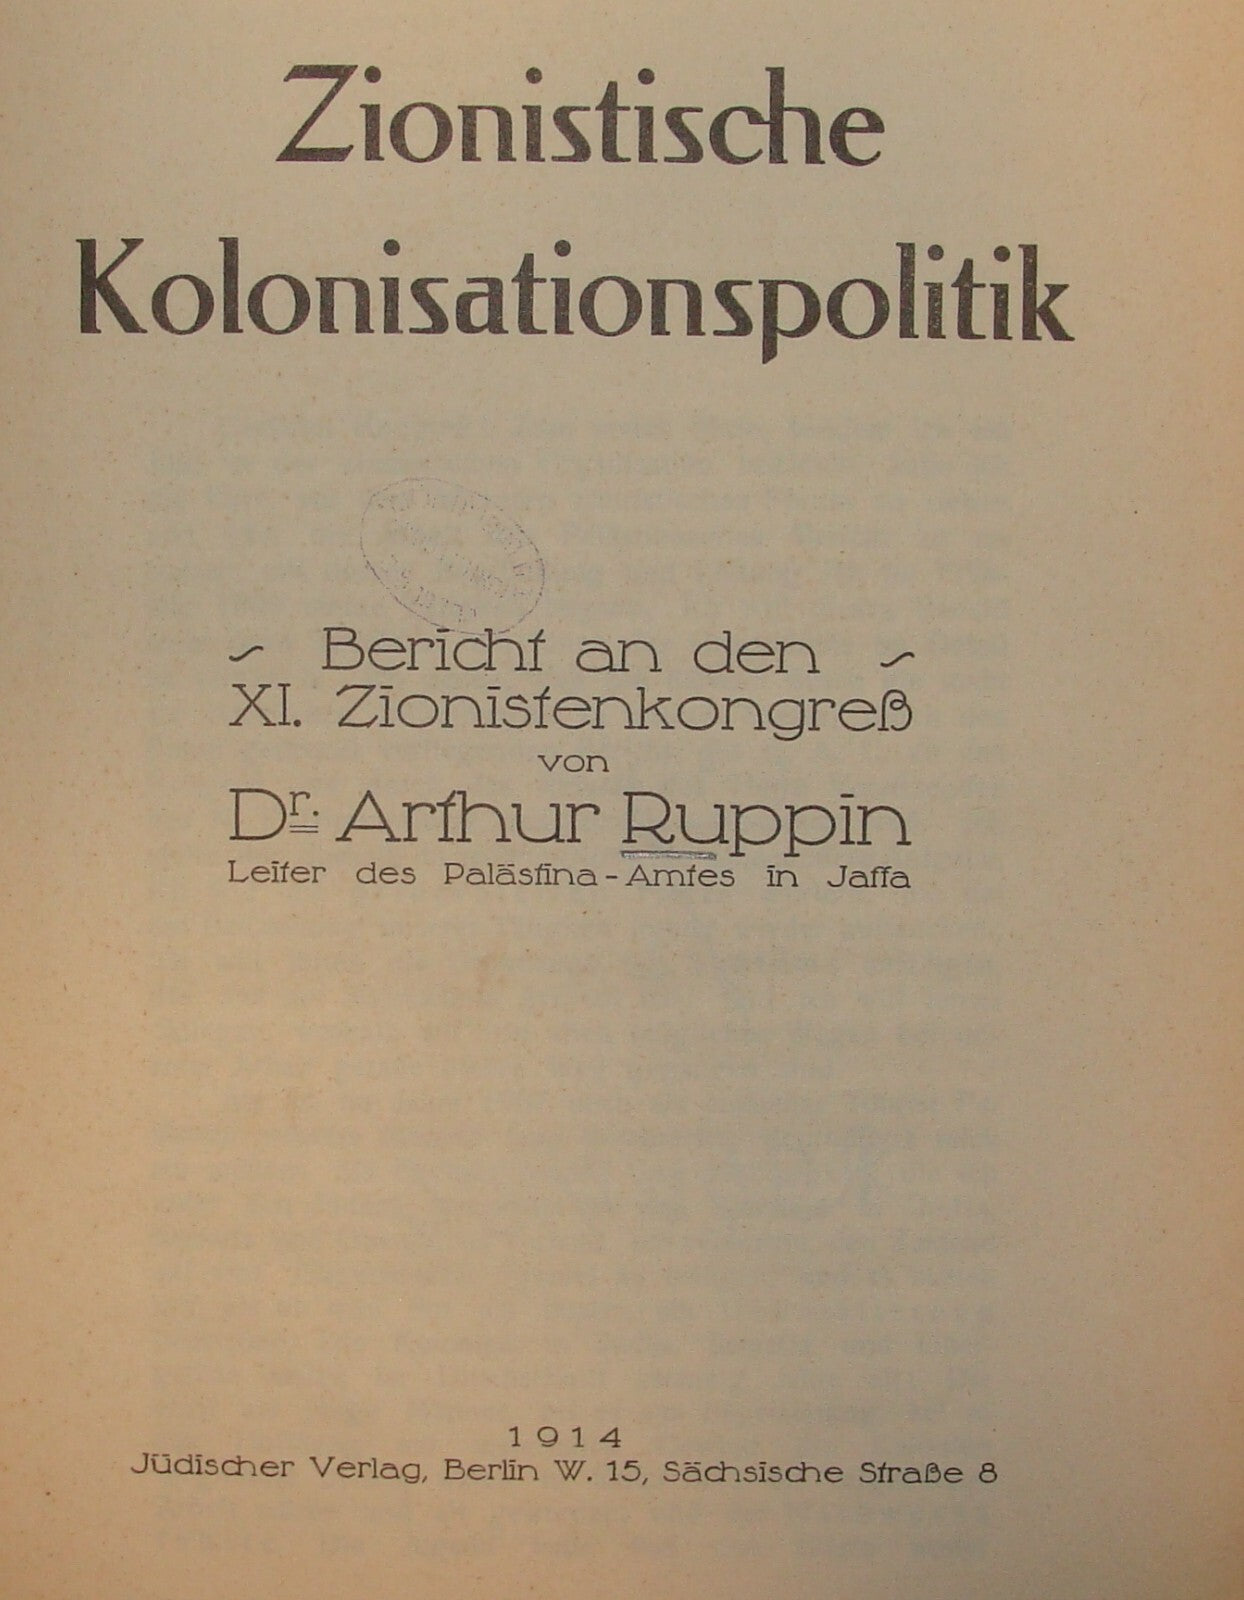 Zionistische
Kolonisationspolitik
~ Bericht an den ~
XI. Zionistenkongreß
von
Dr. Arthur Ruppin
Leiter des Palästina-Amtes in Jaffa
1914
Jüdischer Verlag, Berlin W. 15, Sächsische Straße 8